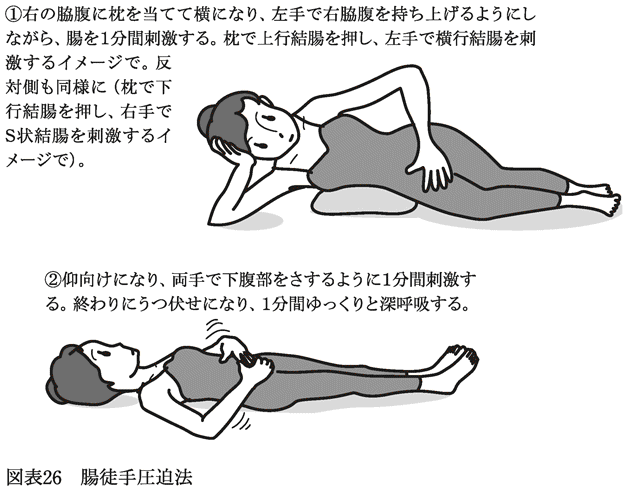 ①右の脇腹に枕を当てて横になり、左手で右脇腹を持ち上げるようにし
ながら、腸を1分間刺激する。枕で上行結腸を押し、左手で横行結腸を刺
激するイメージで。反
対側も同様に（枕で下
行結腸を押し、右手で
S状結腸を刺激するイ
メージで）。
②仰向けになり、両手で下腹部をさするように1分間刺激す
る。終わりにうつ伏せになり、1分間ゆっくりと深呼吸する。
図表26　腸徒手圧迫法